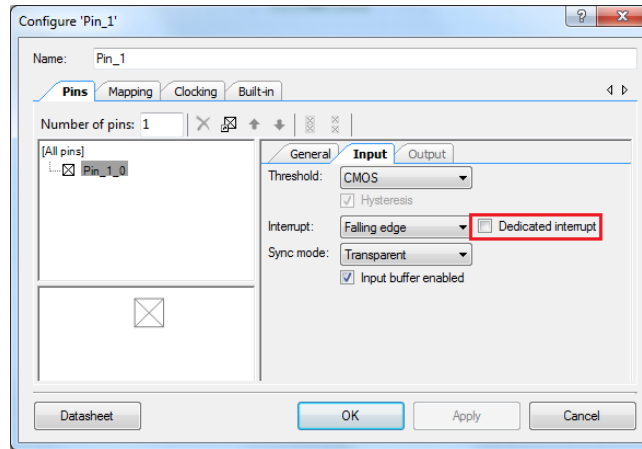 Configure 'Pin_1'
Name: Pin_1
Pins Mapping Clocking Built-in
Number of pins: 1
[All pins]
Pin_1_0
General Input Output
Threshold: CMOS
Hysteresis
Interrupt: Falling edge Dedicated interrupt
Sync mode: Transparent
Input buffer enabled
Datasheet OK Apply Cancel